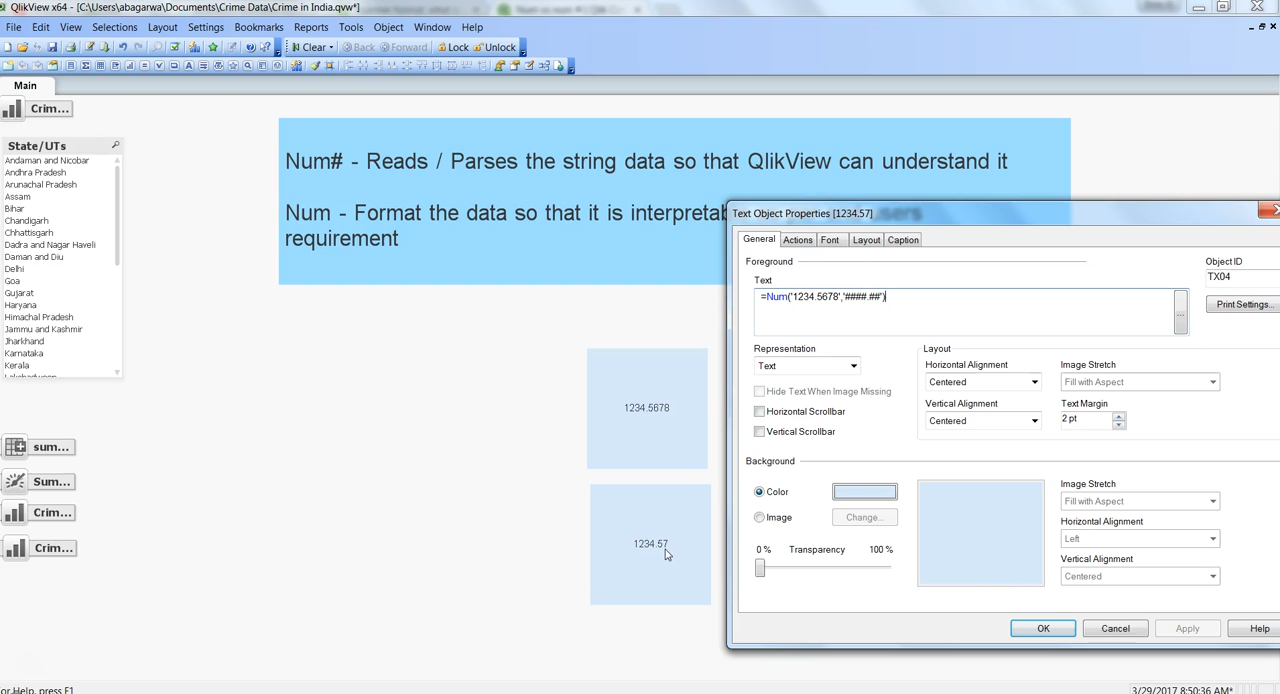 QlikView x64 - [C:\Users\abagarwa\Documents\Crime Data\Crime in India.qvw*]
File Edit View Selections Layout Settings Bookmarks Reports Tools Object Window Help
Clear Back Forward Lock Unlock
Main
Crim...
State/UTs
Andaman and Nicobar
Andhra Pradesh
Arunachal Pradesh
Assam
Bihar
Chandigarh
Chhattisgarh
Dadra and Nagar Haveli
Daman and Diu
Delhi
Goa
Gujarat
Haryana
Himachal Pradesh
Jammu and Kashmir
Jharkhand
Karnataka
Kerala
Lakshadweep
sum...
Sum...
Crim...
Crim...
Num# - Reads / Parses the string data so that QlikView can understand it
Num - Format the data so that it is interpretab
requirement
1234.5678
1234.57
Text Object Properties [1234.57]
General Actions Font Layout Caption
Foreground
Object ID
TX04
Text
=Num('1234.5678','####.##')
...
Print Settings...
Representation
Text
Hide Text When Image Missing
Horizontal Scrollbar
Vertical Scrollbar
Layout
Horizontal Alignment
Centered
Image Stretch
Fill with Aspect
Vertical Alignment
Centered
Text Margin
2 pt
Background
Color
Image
Change...
0 % Transparency 100 %
Image Stretch
Fill with Aspect
Horizontal Alignment
Left
Vertical Alignment
Centered
OK Cancel Apply Help
or Help, press F1
3/29/2017 8:50:36 AM*